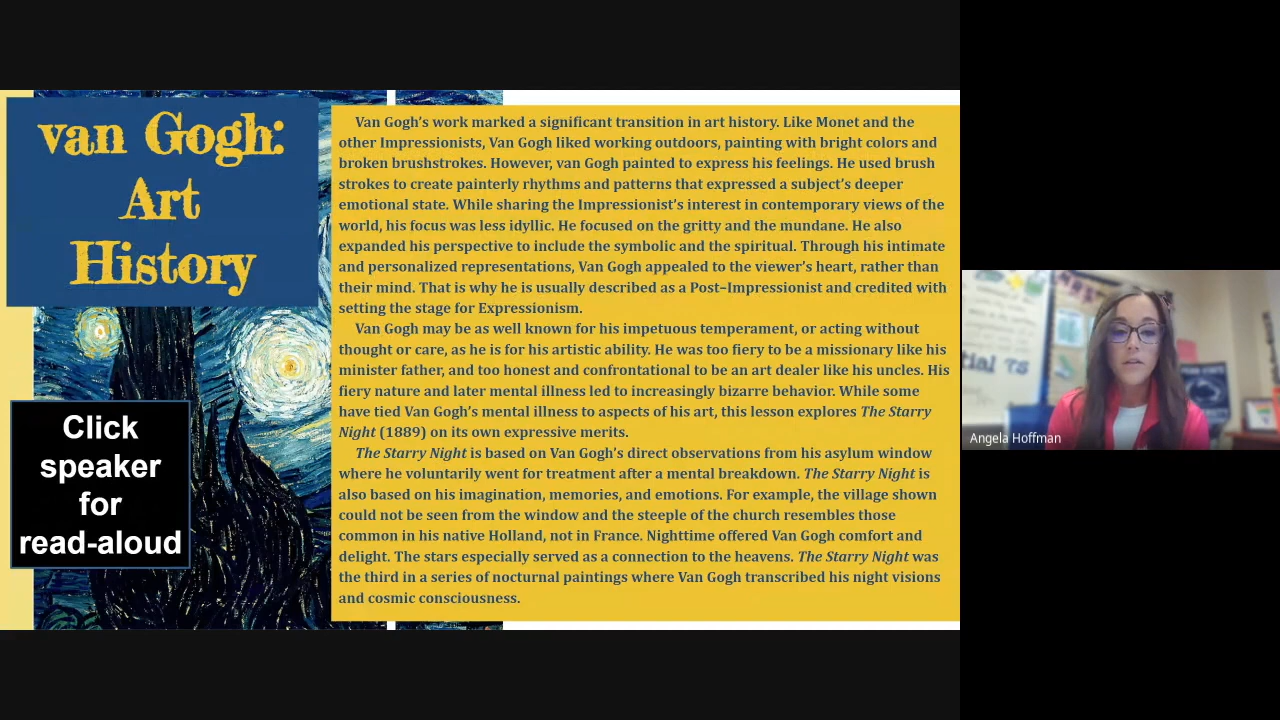 van Gogh:
Art
History
Click
speaker
for
read-aloud
Van Gogh's work marked a significant transition in art history. Like Monet and the
other Impressionists, Van Gogh liked working outdoors, painting with bright colors and
broken brushstrokes. However, van Gogh painted to express his feelings. He used brush
strokes to create painterly rhythms and patterns that expressed a subject's deeper
emotional state. While sharing the Impressionist's interest in contemporary views of the
world, his focus was less idyllic. He focused on the gritty and the mundane. He also
expanded his perspective to include the symbolic and the spiritual. Through his intimate
and personalized representations, Van Gogh appealed to the viewer's heart, rather than
their mind. That is why he is usually described as a Post–Impressionist and credited with
setting the stage for Expressionism.
Van Gogh may be as well known for his impetuous temperament, or acting without
thought or care, as he is for his artistic ability. He was too fiery to be a missionary like his
minister father, and too honest and confrontational to be an art dealer like his uncles. His
fiery nature and later mental illness led to increasingly bizarre behavior. While some
have tied Van Gogh's mental illness to aspects of his art, this lesson explores The Starry
Night (1889) on its own expressive merits.
The Starry Night is based on Van Gogh's direct observations from his asylum window
where he voluntarily went for treatment after a mental breakdown. The Starry Night is
also based on his imagination, memories, and emotions. For example, the village shown
could not be seen from the window and the steeple of the church resembles those
common in his native Holland, not in France. Nighttime offered Van Gogh comfort and
delight. The stars especially served as a connection to the heavens. The Starry Night was
the third in a series of nocturnal paintings where Van Gogh transcribed his night visions
and cosmic consciousness.
Angela Hoffman